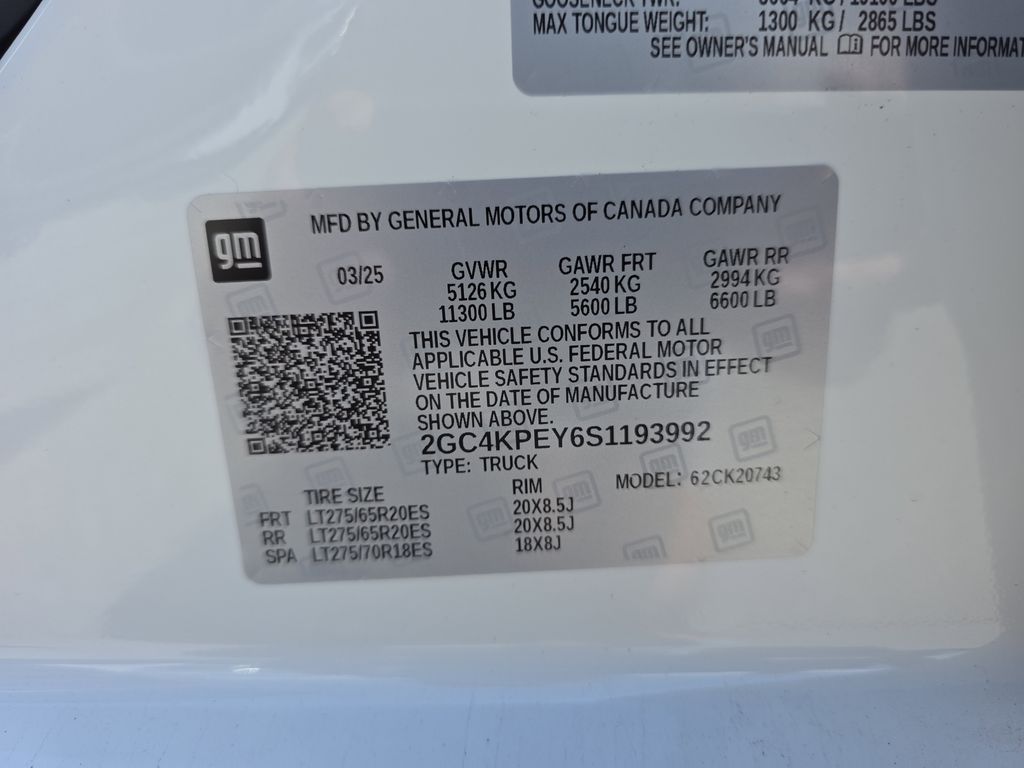 MAX TONGUE WEIGHT: 1300 KG / 2865 LBS
SEE OWNER'S MANUAL FOR MORE INFORMAT
gm
MFD BY GENERAL MOTORS OF CANADA COMPANY
03/25 GVWR GAWR FRT GAWR RR
5126 KG 2540 KG 2994 KG
11300 LB 5600 LB 6600 LB
THIS VEHICLE CONFORMS TO ALL
APPLICABLE U.S. FEDERAL MOTOR
VEHICLE SAFETY STANDARDS IN EFFECT
ON THE DATE OF MANUFACTURE
SHOWN ABOVE.
2GC4KPEY6S1193992
TYPE: TRUCK MODEL: 62CK20743
TIRE SIZE RIM
FRT LT275/65R20ES 20X8.5J
RR LT275/65R20ES 20X8.5J
SPA LT275/70R18ES 18X8J